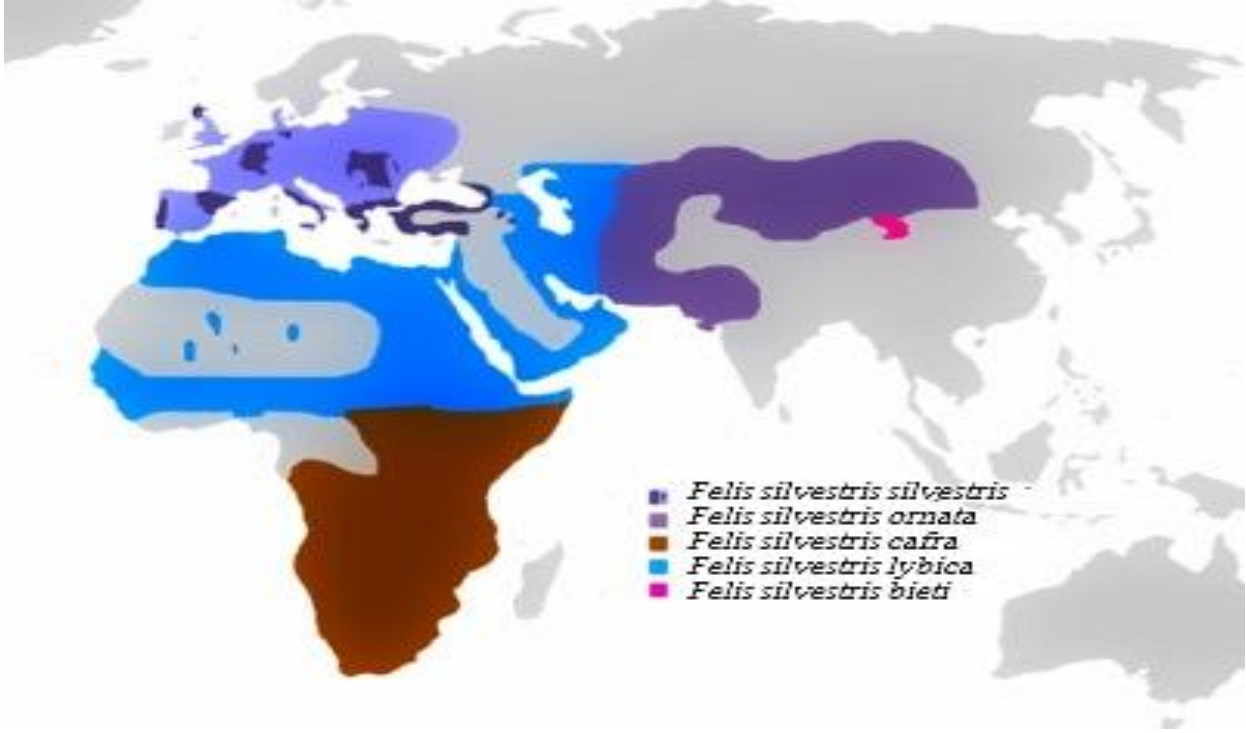 Felis silvestris silvestris
Felis silvestris ornata
Felis silvestris cafra
Felis silvestris lybica
Felis silvestris bieti